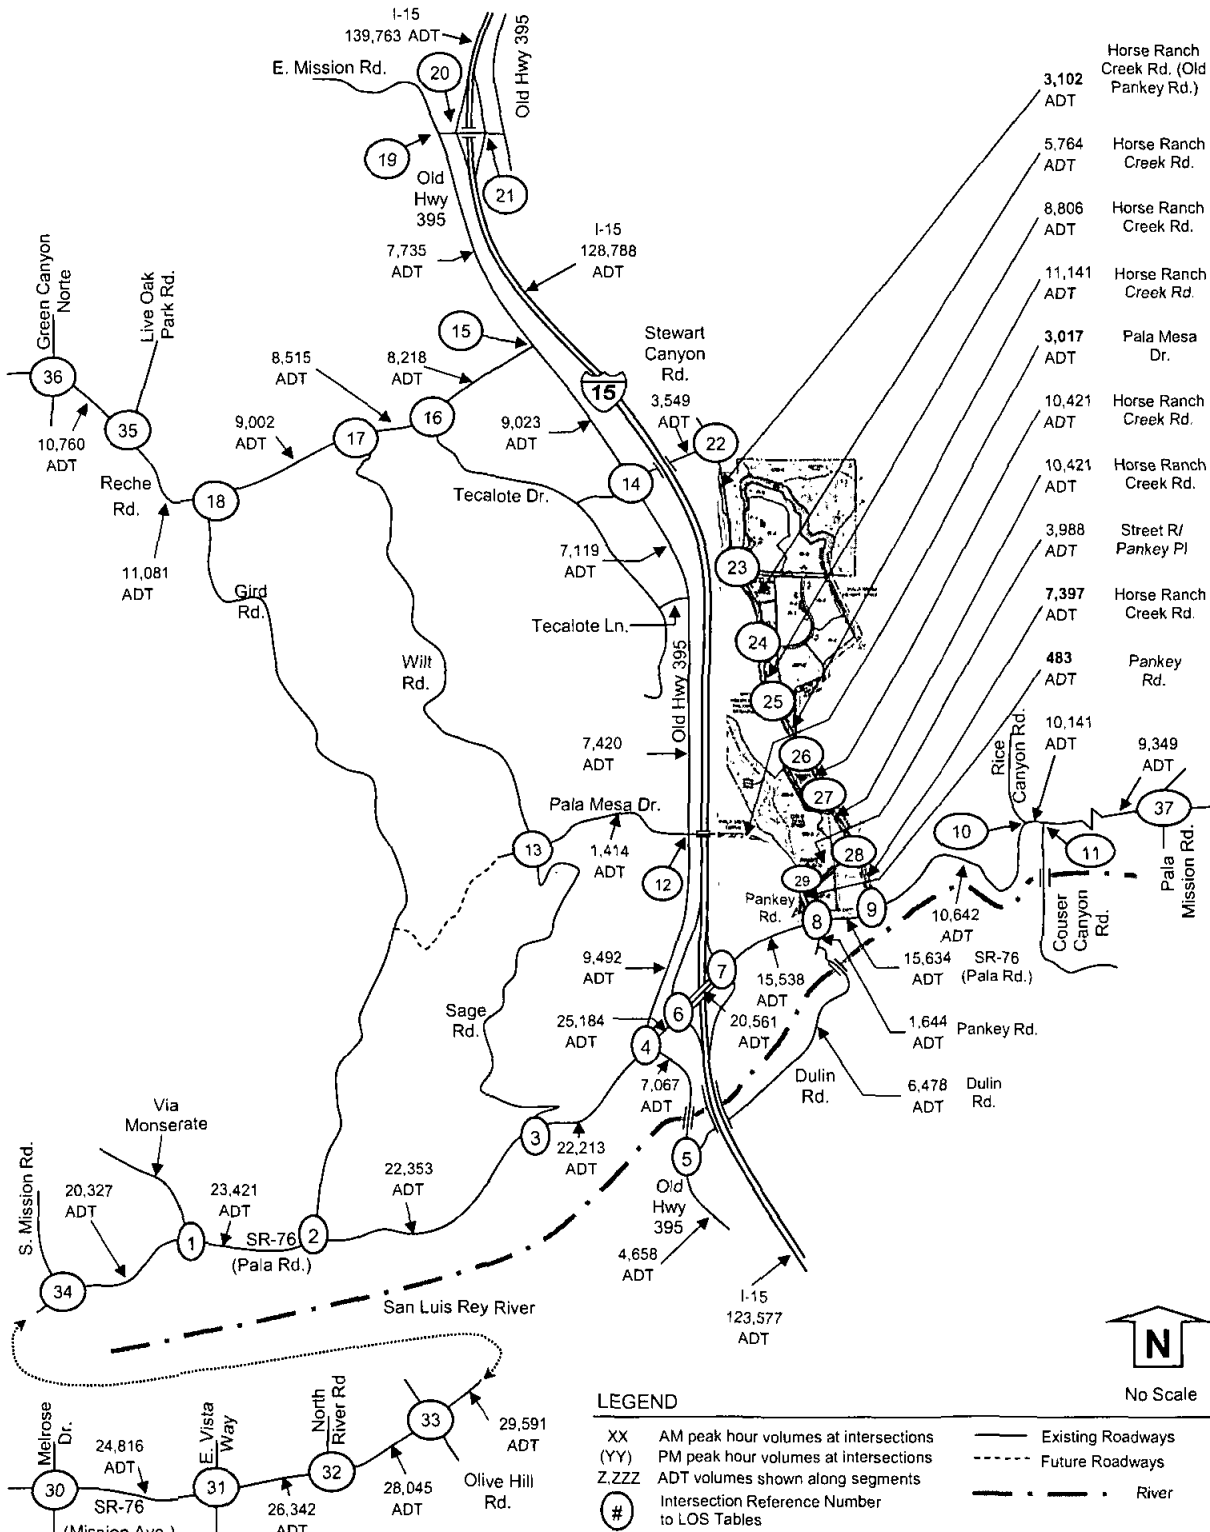 I-15
139,763 ADT
Old Hwy 395
E. Mission Rd.
20
19
21
Old
Hwy
395
7,735
ADT
I-15
128,788
ADT
Horse Ranch
Creek Rd. (Old
Pankey Rd.)
3,102
ADT
5,764
ADT
Horse Ranch
Creek Rd.
8,806
ADT
Horse Ranch
Creek Rd.
11,141
ADT
Horse Ranch
Creek Rd.
3,017
ADT
Pala Mesa
Dr.
10,421
ADT
Horse Ranch
Creek Rd.
10,421
ADT
Horse Ranch
Creek Rd.
3,988
ADT
Street R/
Pankey Pl
7,397
ADT
Horse Ranch
Creek Rd.
483
ADT
Pankey
Rd.
Green Canyon
Norte
Live Oak
Park Rd.
36
35
10,760
ADT
Reche
Rd.
18
11,081
ADT
9,002
ADT
17
8,515
ADT
16
8,218
ADT
15
15
Stewart
Canyon
Rd.
3,549
ADT
22
9,023
ADT
14
Tecalote Dr.
7,119
ADT
Tecalote Ln.
Gird
Rd.
Wilt
Rd.
Old Hwy 395
7,420
ADT
23
24
25
26
27
28
29
Pala Mesa Dr.
13
1,414
ADT
12
Pankey
Rd.
8
9
10
Rice
Canyon Rd.
10,141
ADT
9,349
ADT
37
11
Pala
Mission Rd.
Couser
Canyon
Rd.
10,642
ADT
15,634
ADT
SR-76
(Pala Rd.)
15,538
ADT
9,492
ADT
7
6
20,561
ADT
25,184
ADT
4
1,644
ADT
Pankey Rd.
7,067
ADT
Dulin
Rd.
6,478
ADT
Dulin
Rd.
Sage
Rd.
3
22,213
ADT
5
Old
Hwy
395
4,658
ADT
I-15
123,577
ADT
Via
Monserate
S. Mission Rd.
20,327
ADT
23,421
ADT
22,353
ADT
1
2
SR-76
(Pala Rd.)
34
San Luis Rey River
N
No Scale
Melrose
Dr.
24,816
ADT
E. Vista
Way
North
River Rd
33
29,591
ADT
30
31
32
SR-76
(Mission Ave.)
26,342
ADT
28,045
ADT
Olive Hill
Rd.
LEGEND
XX AM peak hour volumes at intersections
(YY) PM peak hour volumes at intersections
Z,ZZZ ADT volumes shown along segments
# Intersection Reference Number
to LOS Tables
Existing Roadways
Future Roadways
River